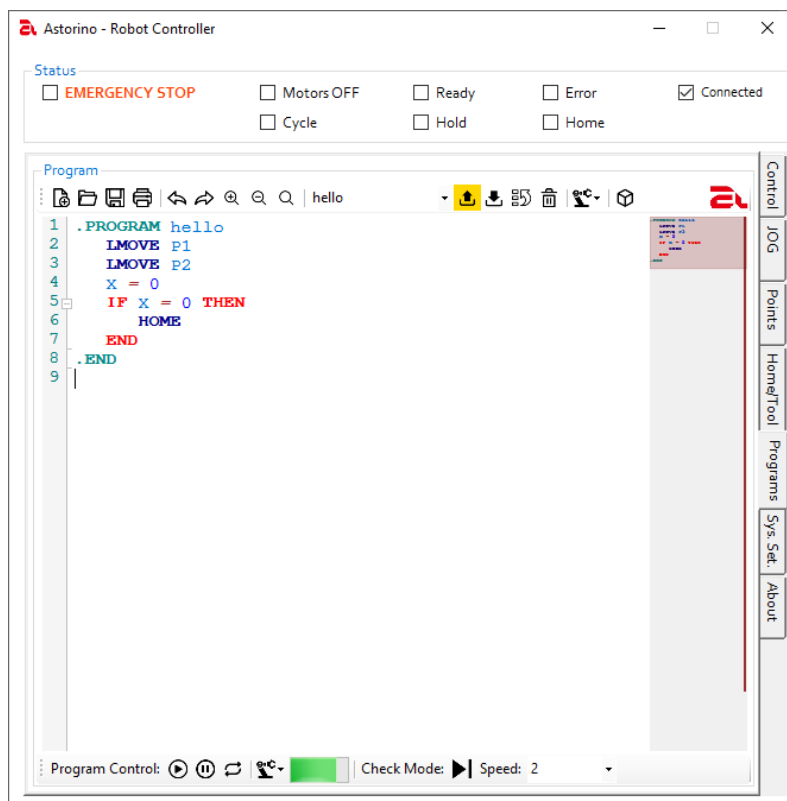 Astorino - Robot Controller
Status
EMERGENCY STOP Motors OFF Ready Error Connected
Cycle Hold Home
Program
hello
1 .PROGRAM hello
2 LMOVE P1
3 LMOVE P2
4 X = 0
5 IF X = 0 THEN
6 HOME
7 END
8 .END
9
Control
JOG
Points
Home/Tool
Programs
Sys. Set.
About
Program Control: Check Mode: Speed: 2